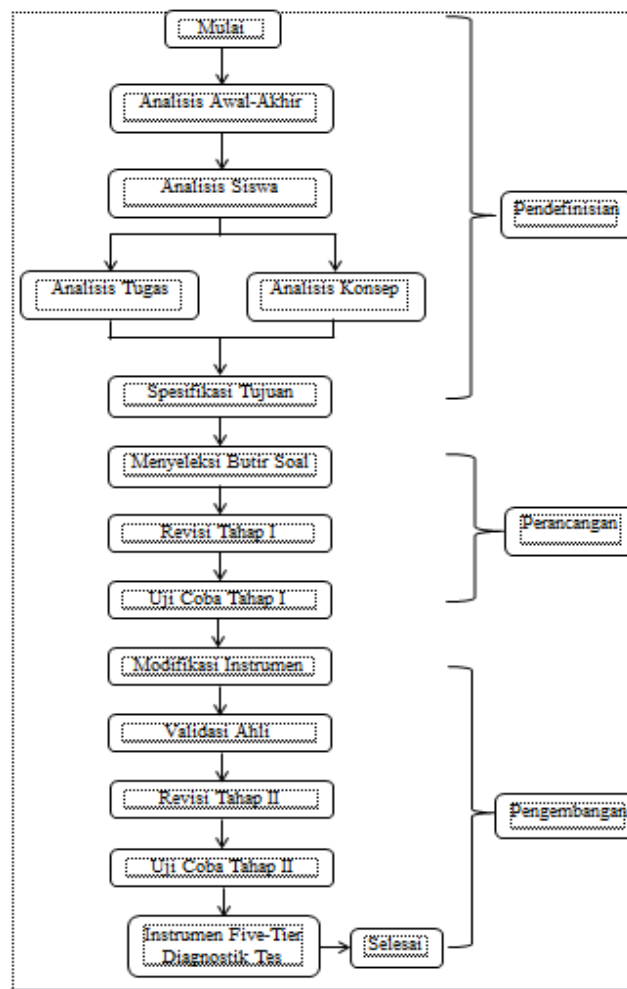 Mulai
Analisis Awal-Akhir
Analisis Siswa
Pendefinisian
Analisis Tugas
Analisis Konsep
Spesifikasi Tujuan
Menyeleksi Butir Soal
Revisi Tahap I
Perancangan
Uji Coba Tahap I
Modifikasi Instrumen
Validasi Ahli
Revisi Tahap II
Pengembangan
Uji Coba Tahap II
Instrumen Five-Tier
Diagnostik Tes
Selesai